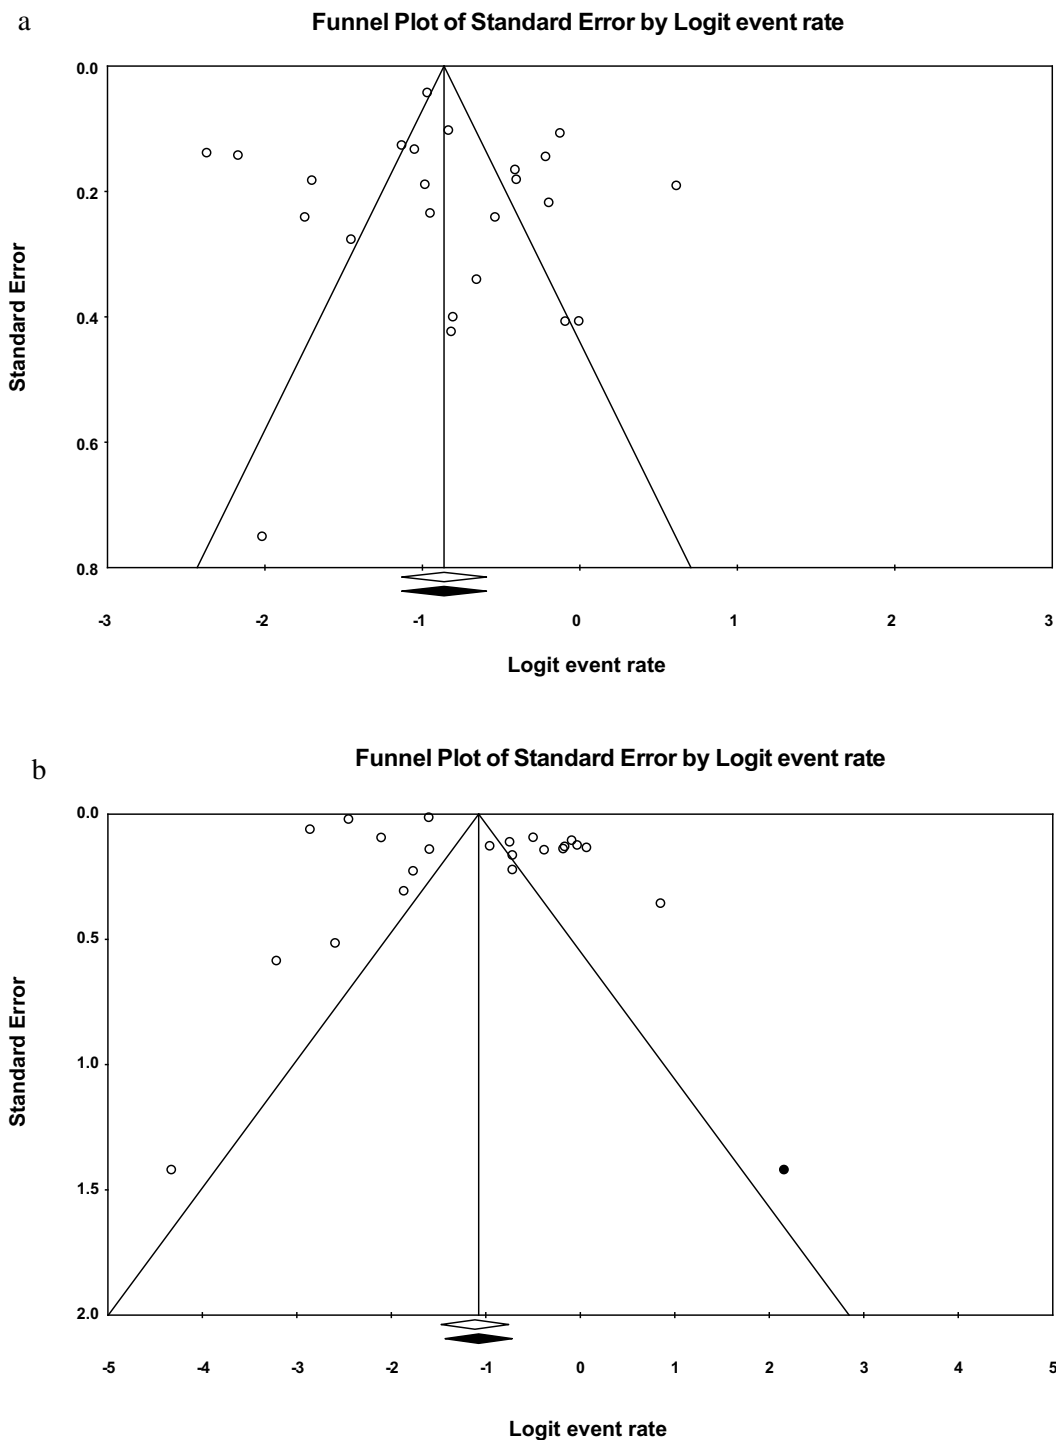 a
Funnel Plot of Standard Error by Logit event rate
0.0
0.2
0.4
0.6
0.8
Standard Error
-3 -2 -1 0 1 2 3
Logit event rate
b
Funnel Plot of Standard Error by Logit event rate
0.0
0.5
1.0
1.5
2.0
Standard Error
-5 -4 -3 -2 -1 0 1 2 3 4 5
Logit event rate